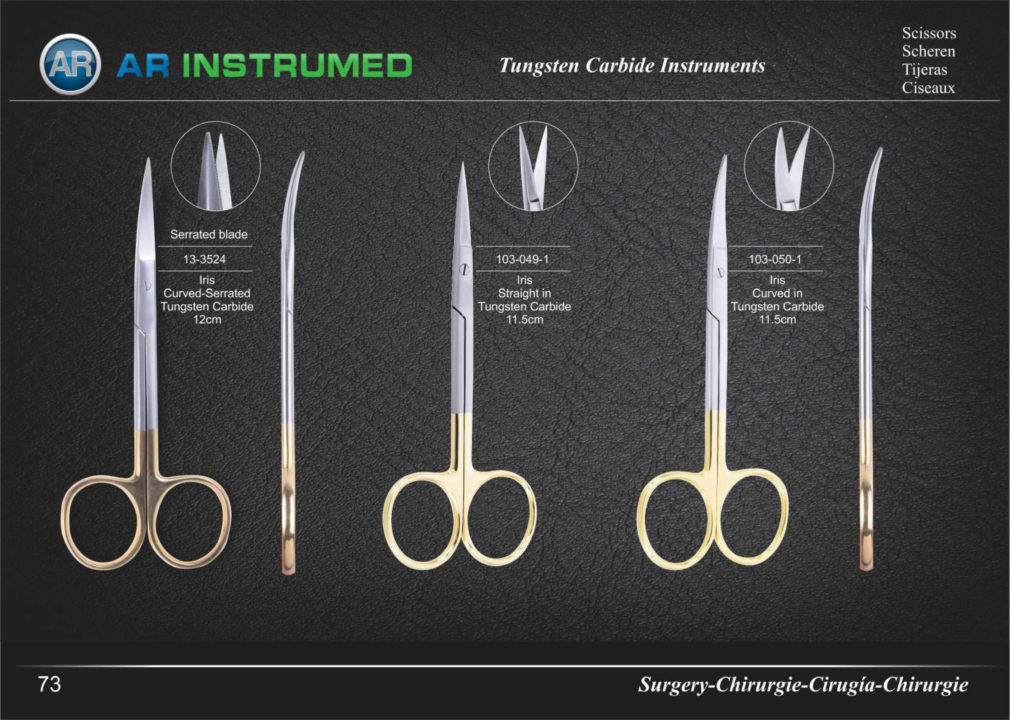 AR AR INSTRUMED
Tungsten Carbide Instruments
Scissors
Scheren
Tijeras
Ciseaux
Serrated blade
13-3524
Iris
Curved-Serrated
Tungsten Carbide
12cm
103-049-1
Iris
Straight in
Tungsten Carbide
11.5cm
103-050-1
Iris
Curved in
Tungsten Carbide
11.5cm
73
Surgery-Chirurgie-Cirugía-Chirurgie